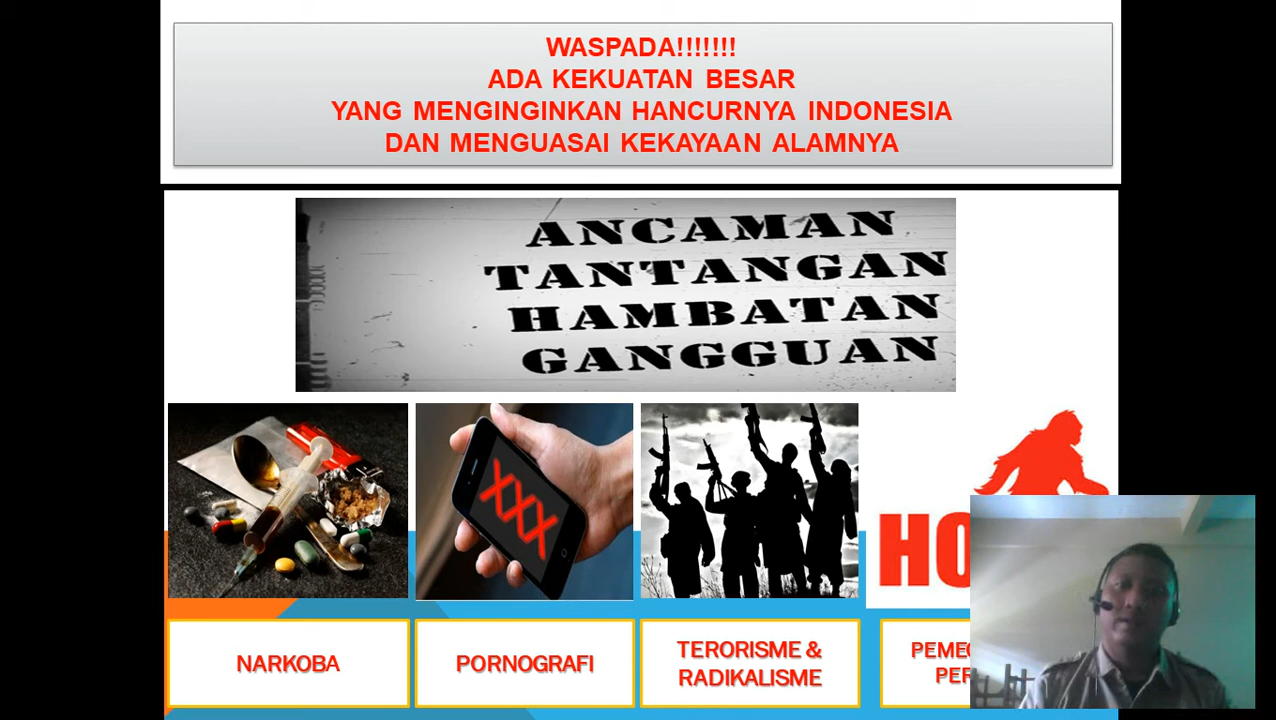 WASPADA!!!!!!!
ADA KEKUATAN BESAR
YANG MENGINGINKAN HANCURNYA INDONESIA
DAN MENGUASAI KEKAYAAN ALAMNYA
ANCAMAN
TANTANGAN
HAMBATAN
GANGGUAN
XXX
NARKOBA
PORNOGRAFI
TERORISME &
RADIKALISME